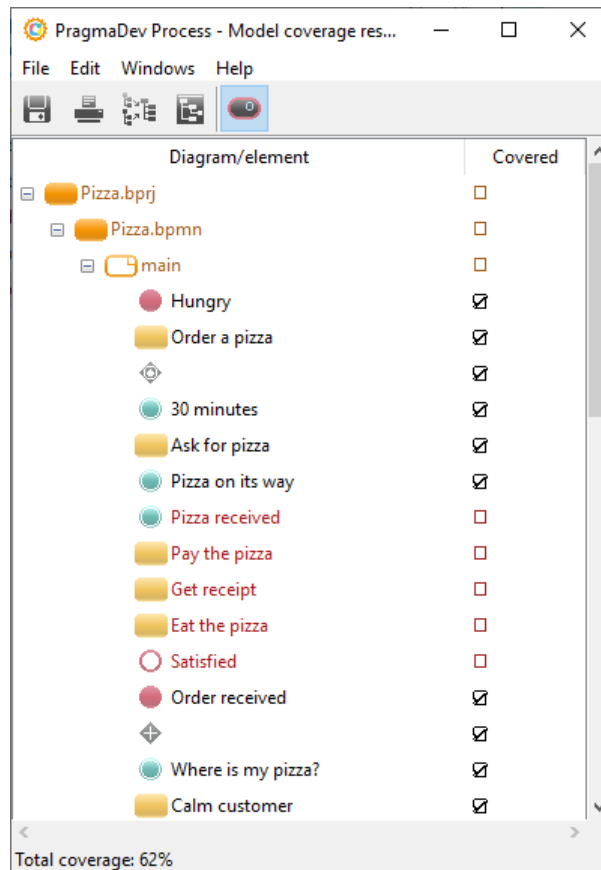 PragmaDev Process - Model coverage res...
File Edit Windows Help
Diagram/element Covered
Pizza.bprj
Pizza.bpmn
main
Hungry
Order a pizza
30 minutes
Ask for pizza
Pizza on its way
Pizza received
Pay the pizza
Get receipt
Eat the pizza
Satisfied
Order received
Where is my pizza?
Calm customer
Total coverage: 62%